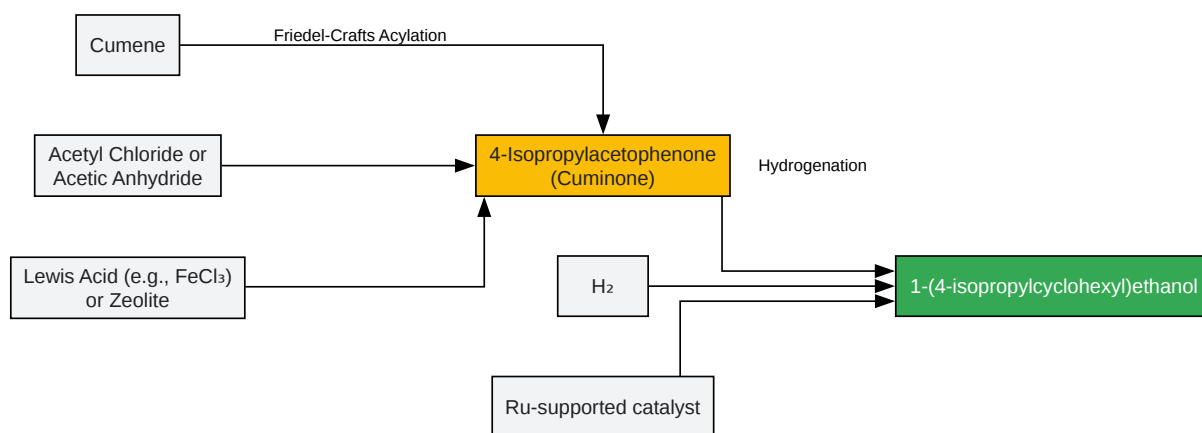 Cumene
Friedel-Crafts Acylation
Acetyl Chloride or
Acetic Anhydride
4-Isopropylacetophenone
(Cuminone)
Hydrogenation
Lewis Acid (e.g., FeCl₃)
or Zeolite
H₂
1-(4-isopropylcyclohexyl)ethanol
Ru-supported catalyst